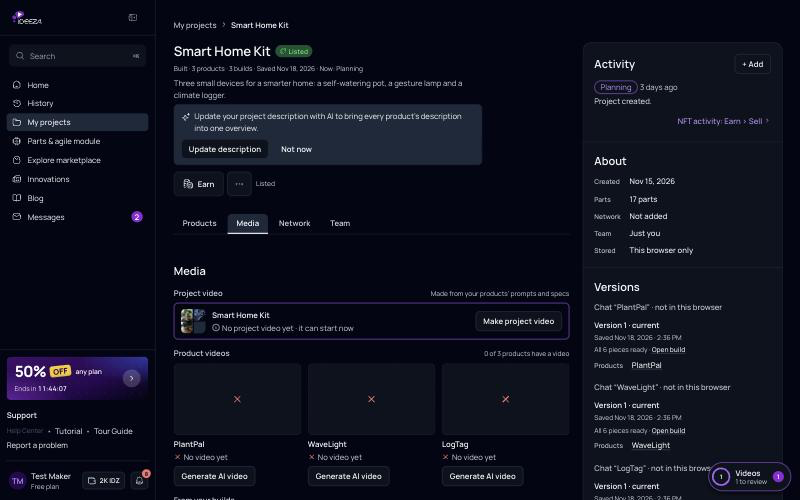 IDEEZA
Search
⌘K
Home
History
My projects
Parts & agile module
Explore marketplace
Innovations
Blog
Messages
2
50% OFF any plan
Ends in 11:44:07
Support
Help Center • Tutorial • Tour Guide
Report a problem
TM
Test Maker
Free plan
2K IDZ
8
My projects > Smart Home Kit
Smart Home Kit
Listed
Built · 3 products · 3 builds · Saved Nov 18, 2026 · Now: Planning
Three small devices for a smarter home: a self-watering pot, a gesture lamp and a
climate logger.
Update your project description with AI to bring every product's description
into one overview.
Update description
Not now
Earn
···
Listed
Products
Media
Network
Team
Media
Project video
Made from your products' prompts and specs
Smart Home Kit
No project video yet · it can start now
Make project video
Product videos
0 of 3 products have a video
PlantPal
No video yet
Generate AI video
WaveLight
No video yet
Generate AI video
LogTag
No video yet
Generate AI video
From your builds
Activity
+ Add
Planning 3 days ago
Project created.
NFT activity: Earn > Sell >
About
Created Nov 15, 2026
Parts 17 parts
Network Not added
Team Just you
Stored This browser only
Versions
Chat "PlantPal" · not in this browser
Version 1 · current
Saved Nov 18, 2026 · 2:36 PM
All 6 pieces ready · Open build
Products PlantPal
Chat "WaveLight" · not in this browser
Version 1 · current
Saved Nov 18, 2026 · 2:36 PM
All 6 pieces ready · Open build
Products WaveLight
Chat "LogTag" · not in this browser
Version 1 · current
Saved Nov 18, 2026 · 2:36 PM
1
Videos
1 to review
1